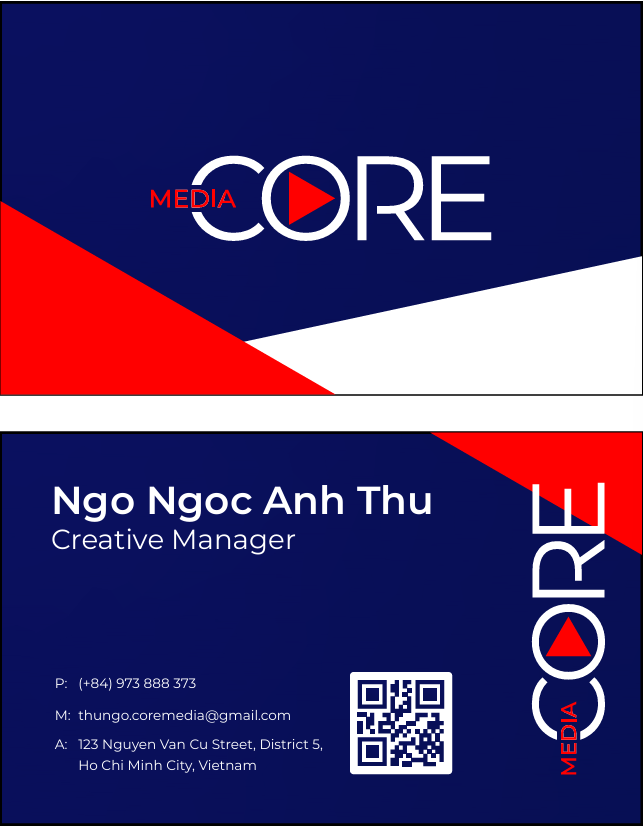 MEDIA CORE
Ngo Ngoc Anh Thu
Creative Manager
P: (+84) 973 888 373
M: thungo.coremedia@gmail.com
A: 123 Nguyen Van Cu Street, District 5,
Ho Chi Minh City, Vietnam
MEDIA CORE